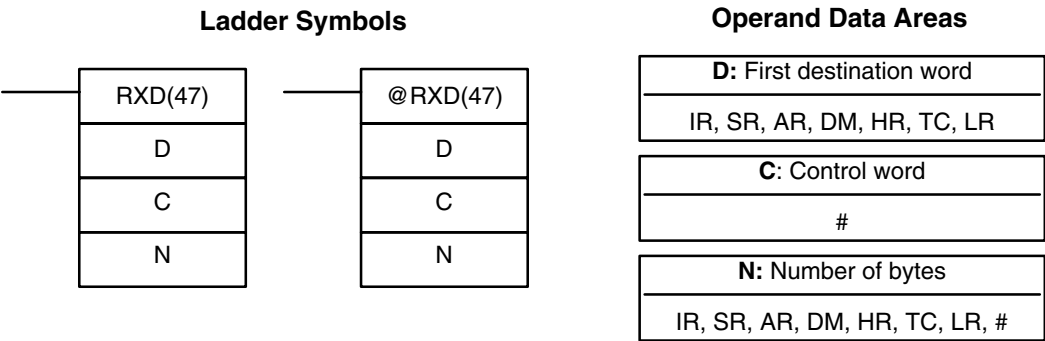 Ladder Symbols
RXD(47)
D
C
N
@RXD(47)
D
C
N
Operand Data Areas
D: First destination word
IR, SR, AR, DM, HR, TC, LR
C: Control word
#
N: Number of bytes
IR, SR, AR, DM, HR, TC, LR, #